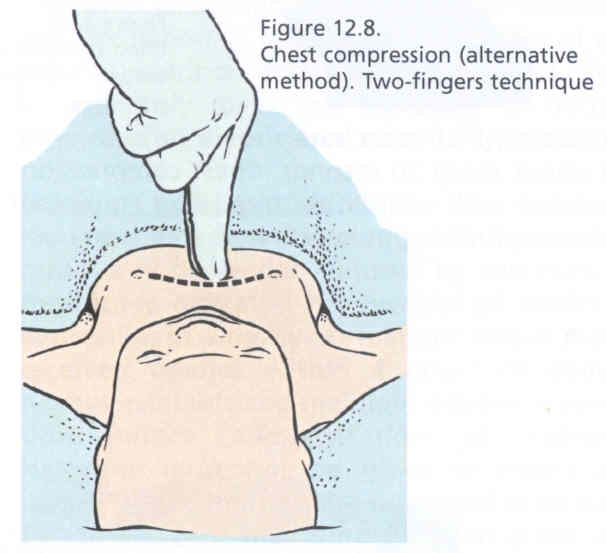 Figure 12.8.
Chest compression (alternative
method). Two-fingers technique